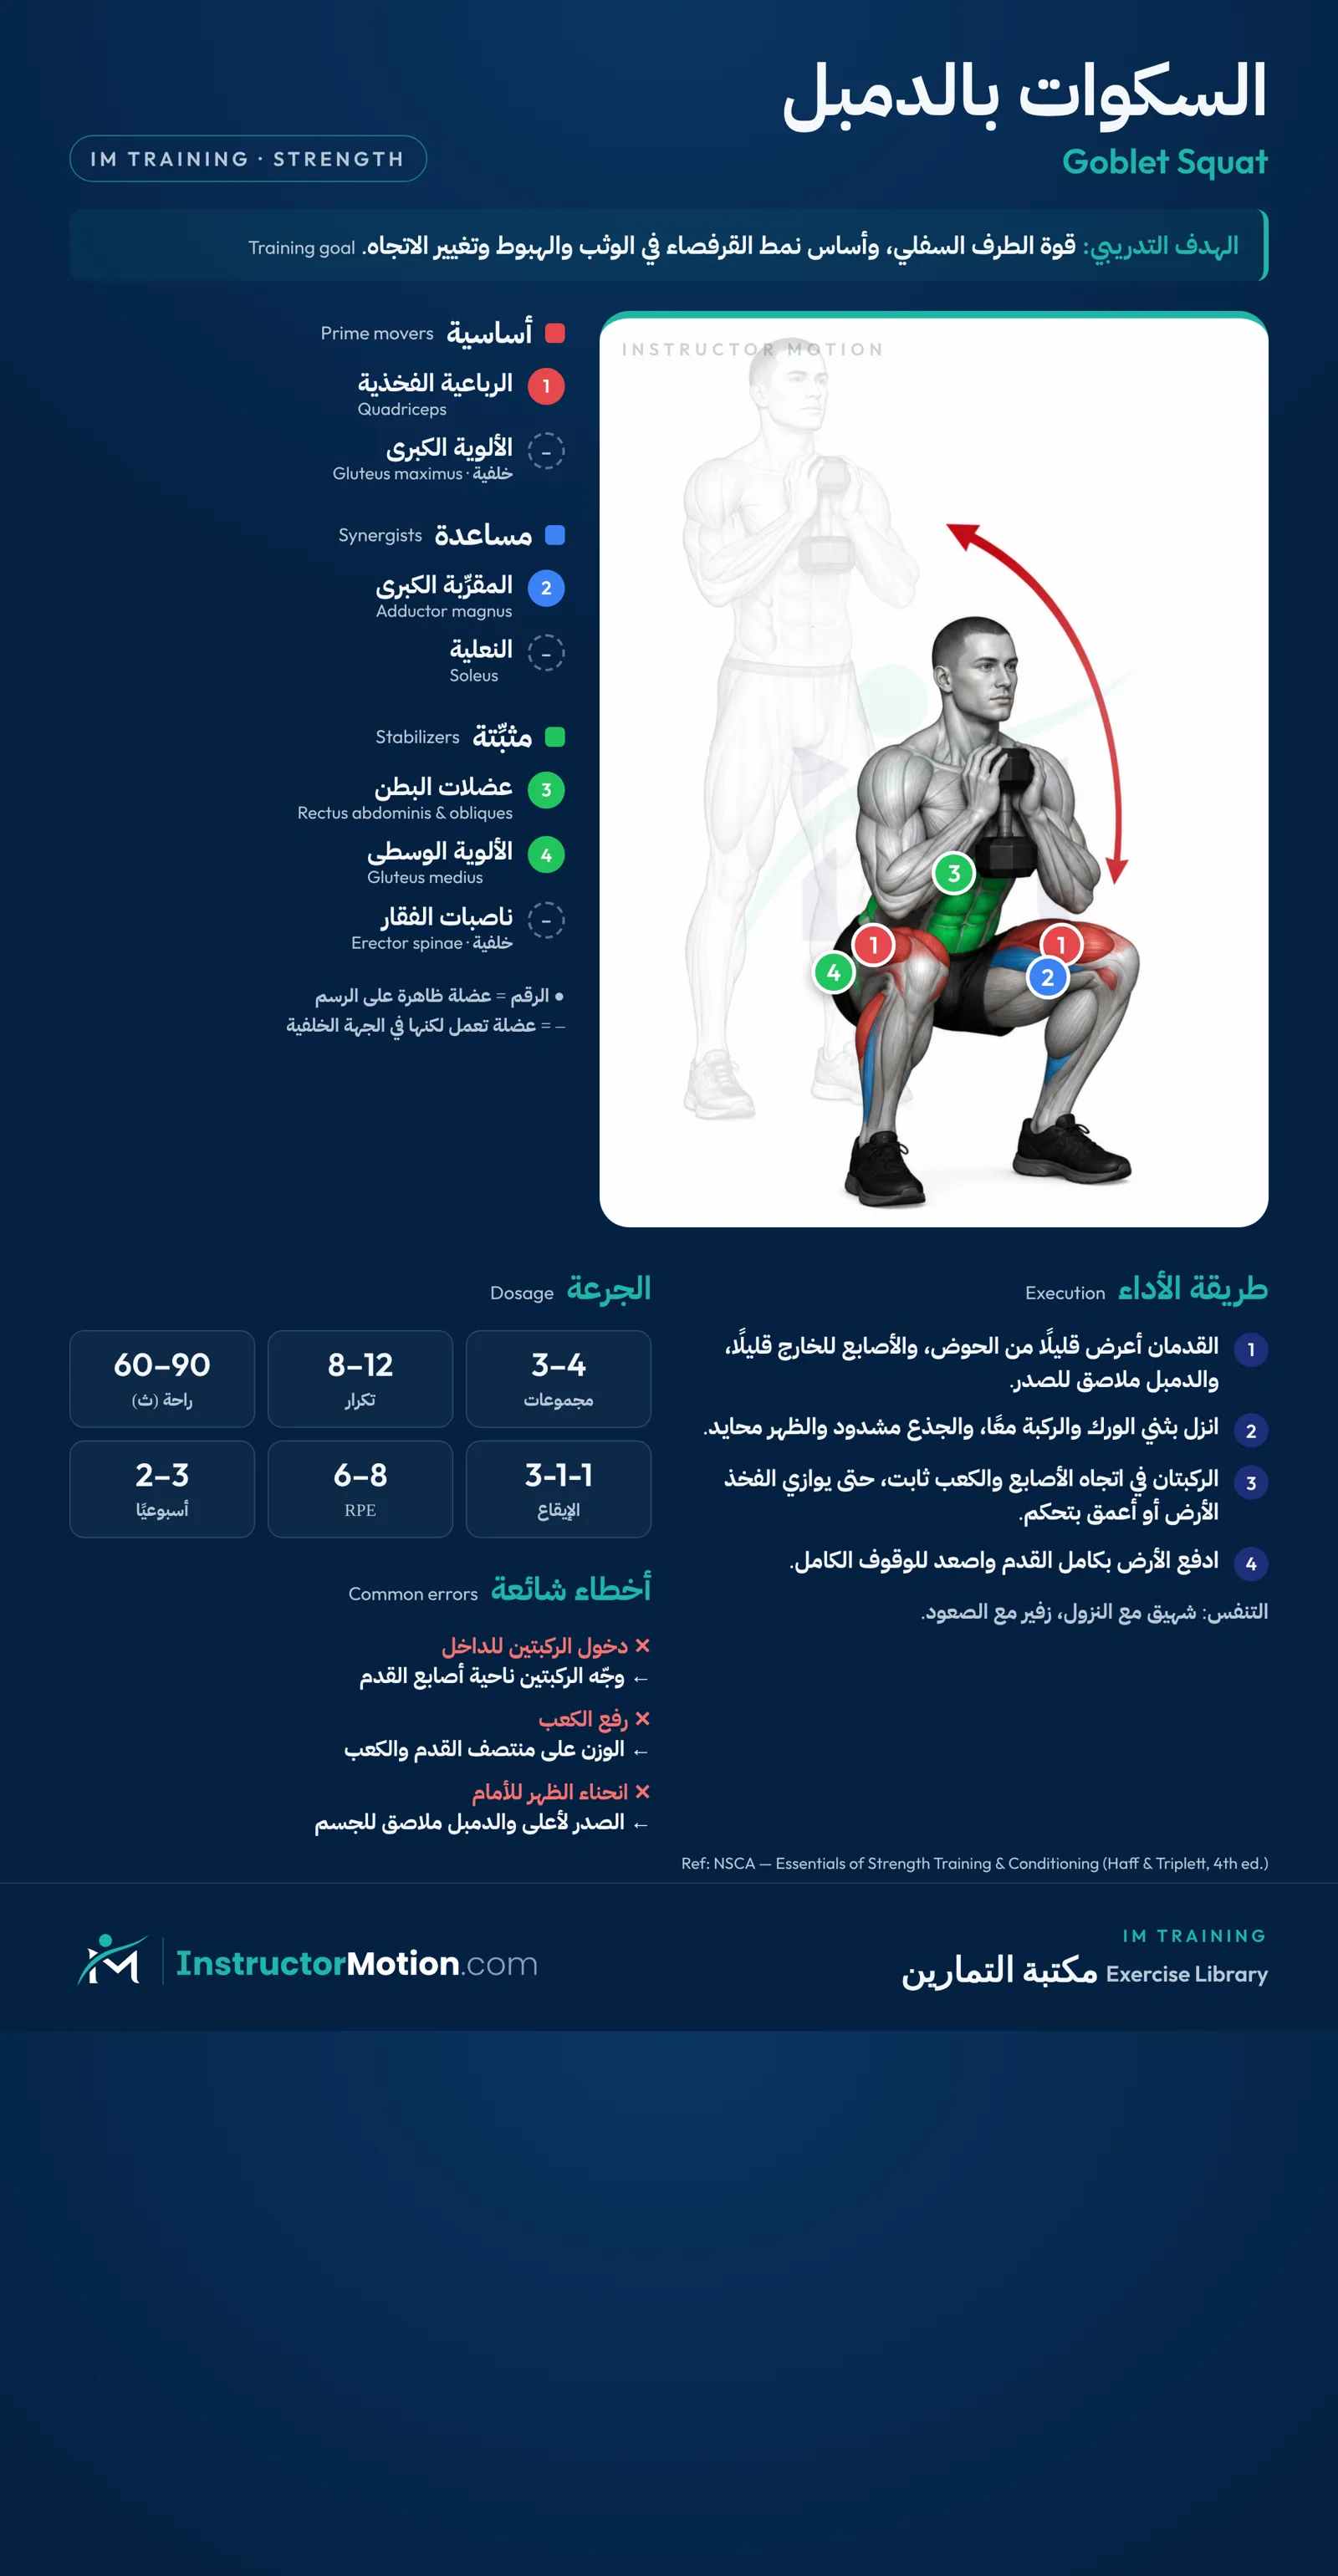 السكوات بالدمبل
Goblet Squat
IM TRAINING · STRENGTH
الهدف التدريبي: قوة الطرف السفلي، وأساس نمط القرفصاء في الوثب والهبوط وتغيير الاتجاه. Training goal
INSTRUCTOR MOTION
3
1
1
4
2
أساسية Prime movers
1 الرباعية الفخذية
Quadriceps
– الألوية الكبرى
خلفية · Gluteus maximus
مساعدة Synergists
2 المقرِّبة الكبرى
Adductor magnus
– النعلية
Soleus
مثبِّتة Stabilizers
3 عضلات البطن
Rectus abdominis & obliques
4 الألوية الوسطى
Gluteus medius
– ناصبات الفقار
خلفية · Erector spinae
● الرقم = عضلة ظاهرة على الرسم
– = عضلة تعمل لكنها في الجهة الخلفية
طريقة الأداء Execution
1 القدمان أعرض قليلًا من الحوض، والأصابع للخارج قليلًا،
والدمبل ملاصق للصدر.
2 انزل بثني الورك والركبة معًا، والجذع مشدود والظهر محايد.
3 الركبتان في اتجاه الأصابع والكعب ثابت، حتى يوازي الفخذ
الأرض أو أعمق بتحكم.
4 ادفع الأرض بكامل القدم واصعد للوقوف الكامل.
التنفس: شهيق مع النزول، زفير مع الصعود.
الجرعة Dosage
3–4
مجموعات
8–12
تكرار
60–90
راحة (ث)
3-1-1
الإيقاع
6–8
RPE
2–3
أسبوعيًا
أخطاء شائعة Common errors
✕ دخول الركبتين للداخل
← وجّه الركبتين ناحية أصابع القدم
✕ رفع الكعب
← الوزن على منتصف القدم والكعب
✕ انحناء الظهر للأمام
← الصدر لأعلى والدمبل ملاصق للجسم
Ref: NSCA — Essentials of Strength Training & Conditioning (Haff & Triplett, 4th ed.)
IM TRAINING
مكتبة التمارين Exercise Library
InstructorMotion.com